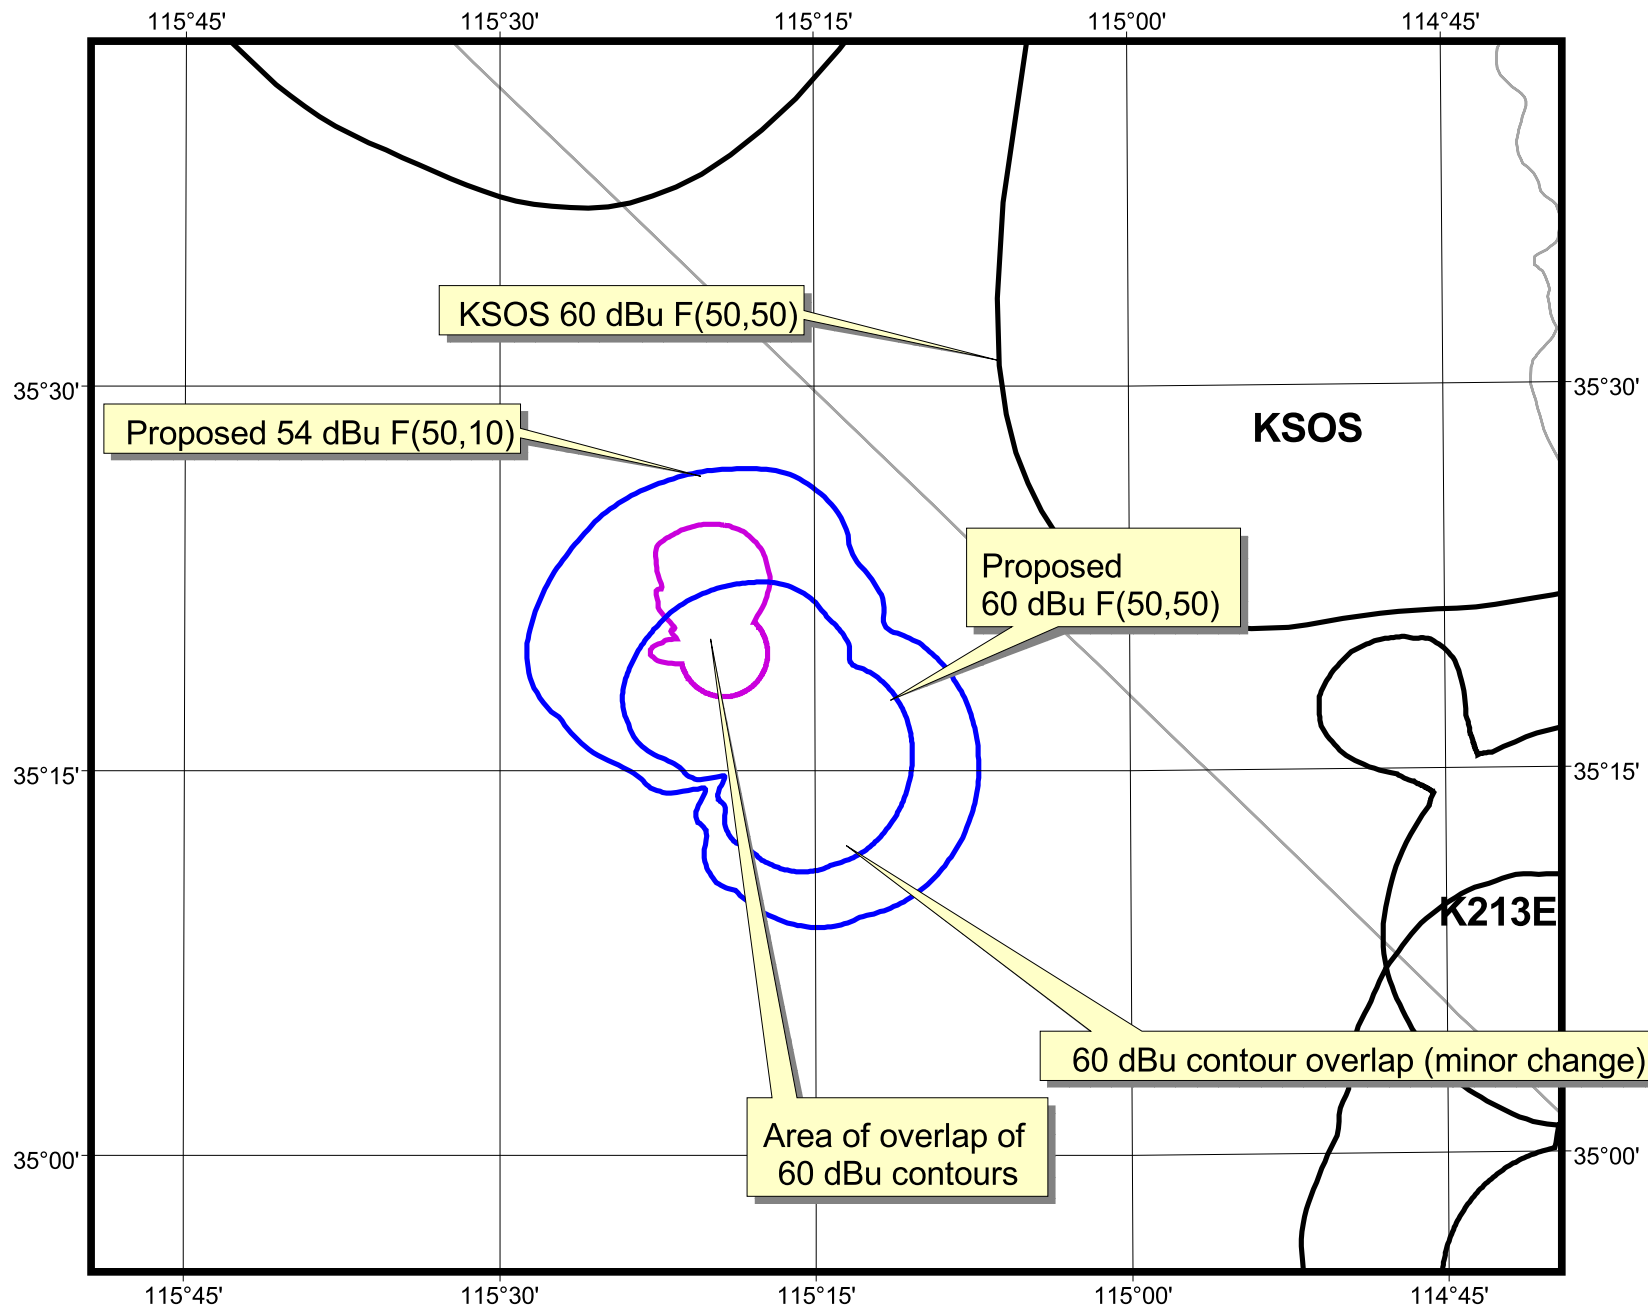 115°45' 115°30' 115°15' 115°00' 114°45'
KSOS 60 dBu F(50,50)
35°30' 35°30'
Proposed 54 dBu F(50,10)
KSOS
Proposed
60 dBu F(50,50)
35°15' 35°15'
K213E
60 dBu contour overlap (minor change)
Area of overlap of
60 dBu contours
35°00' 35°00'
115°45' 115°30' 115°15' 115°00' 114°45'